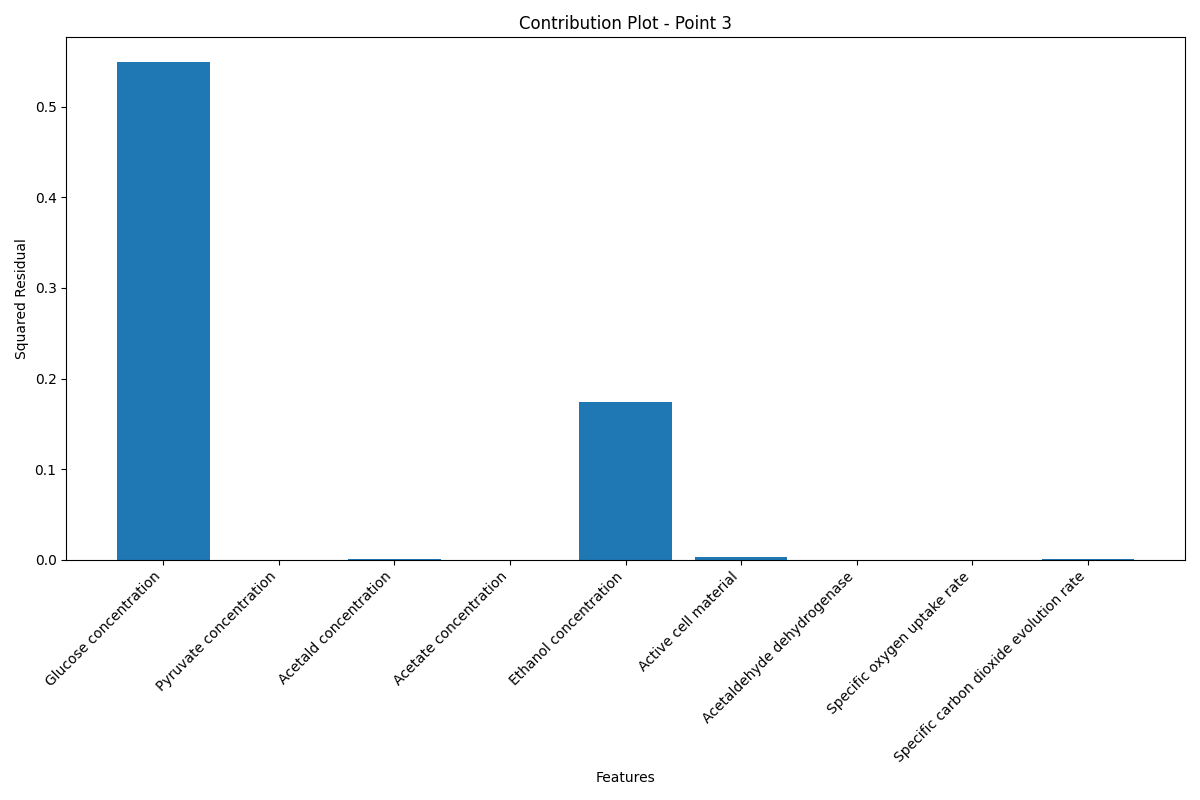 Contribution Plot - Point 3
Squared Residual
0.5
0.4
0.3
0.2
0.1
0.0
Glucose concentration
Pyruvate concentration
Acetald concentration
Acetate concentration
Ethanol concentration
Active cell material
Acetaldehyde dehydrogenase
Specific oxygen uptake rate
Specific carbon dioxide evolution rate
Features